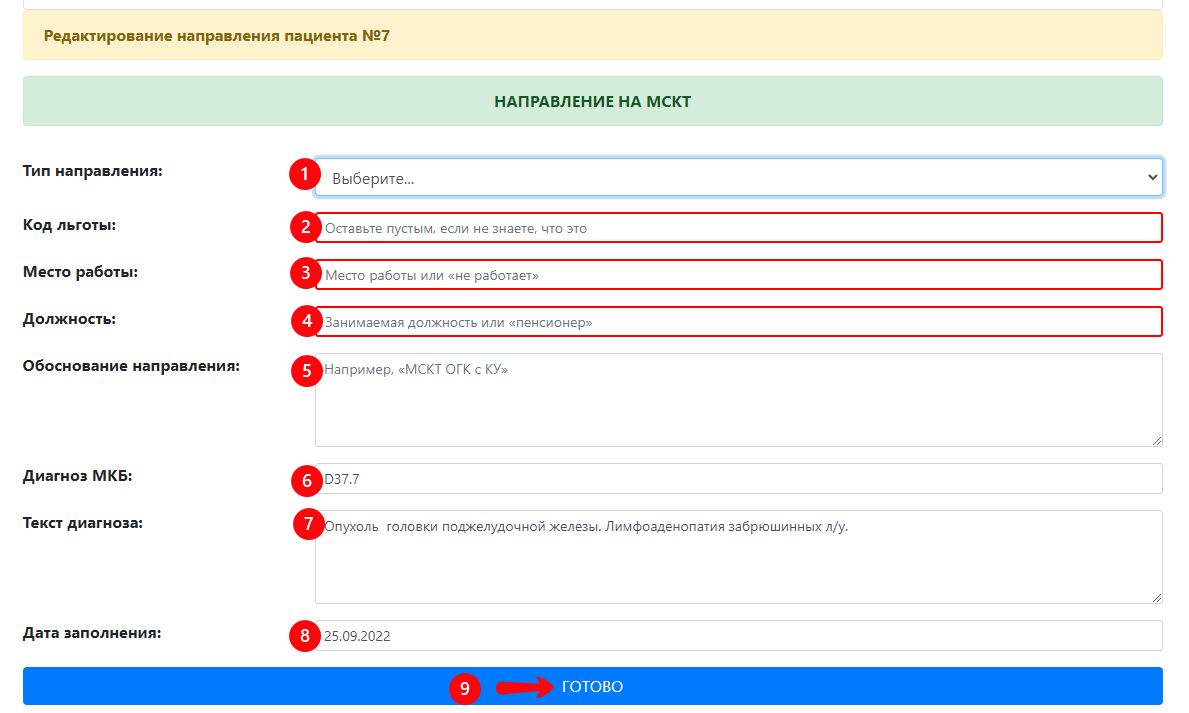 Редактирование направления пациента №7
НАПРАВЛЕНИЕ НА МСКТ
Тип направления: 1 Выберите...
Код льготы: 2 Оставьте пустым, если не знаете, что это
Место работы: 3 Место работы или «не работает»
Должность: 4 Занимаемая должность или «пенсионер»
Обоснование направления: 5 Например, «МСКТ ОГК с КУ»
Диагноз МКБ: 6 D37.7
Текст диагноза: 7 Опухоль  головки поджелудочной железы. Лимфоаденопатия забрюшинных л/у.
Дата заполнения: 8 25.09.2022
9 ГОТОВО